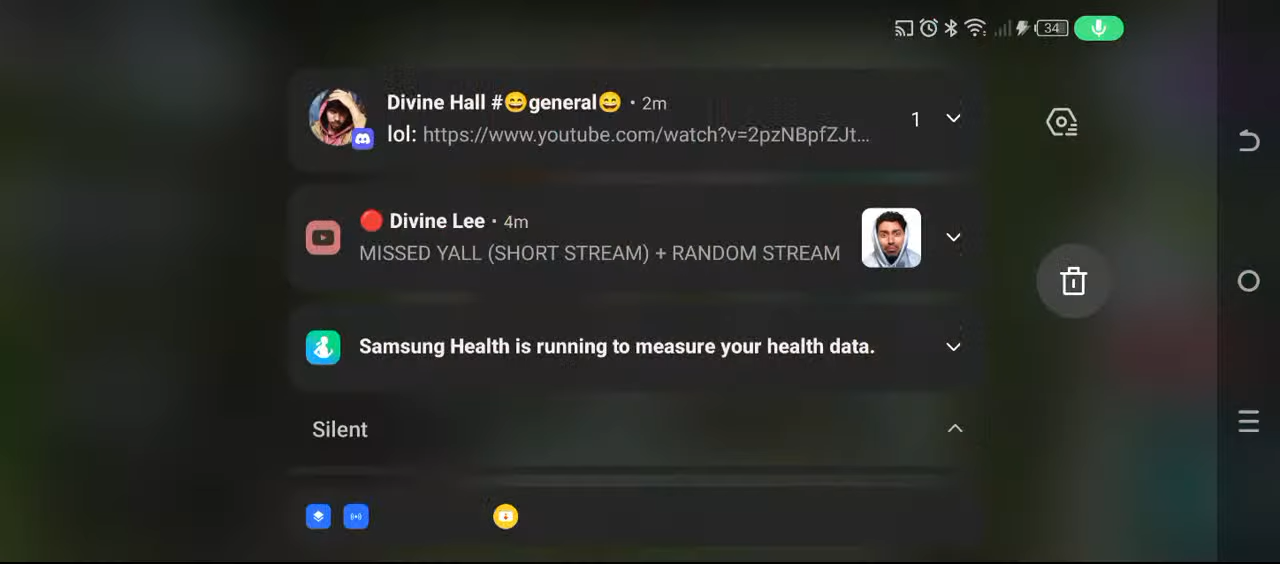 34
Divine Hall #😄general😄 · 2m
lol: https://www.youtube.com/watch?v=2pzNBpfZJt...
1
🔴 Divine Lee · 4m
MISSED YALL (SHORT STREAM) + RANDOM STREAM
Samsung Health is running to measure your health data.
Silent